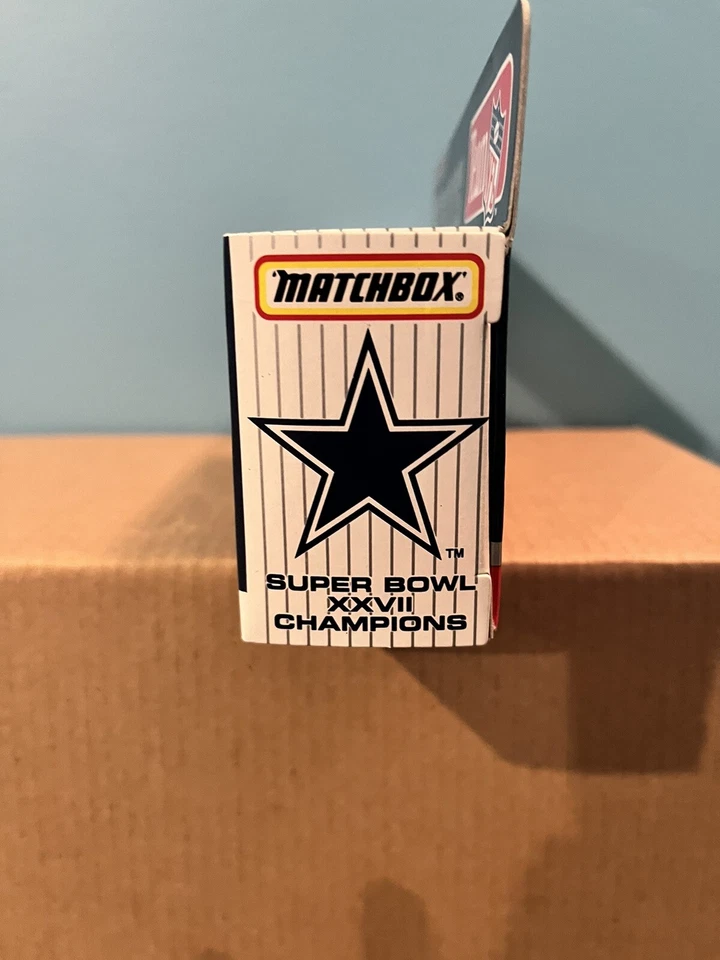 MATCHBOX®
TM
SUPER BOWL
XXVII
CHAMPIONS